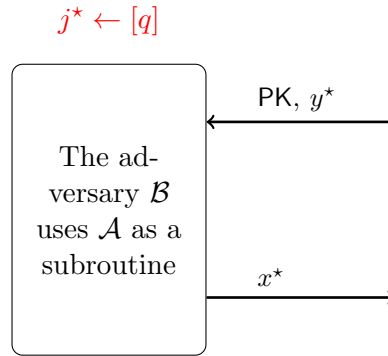 j⋆ ← [q]
PK, y⋆
The ad-
versary ℬ
uses 𝒜 as a
subroutine
x⋆